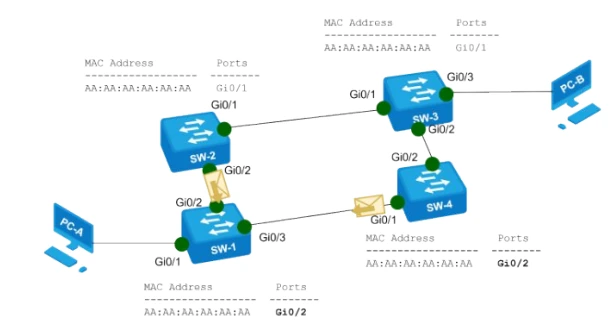 MAC Address Ports
---------------- --------
AA:AA:AA:AA:AA:AA Gi0/1
MAC Address Ports
---------------- -------
AA:AA:AA:AA:AA:AA Gi0/1
Gi0/3
PC-B
Gi0/1
Gi0/1
SW-3
Gi0/2
SW-2
Gi0/2
Gi0/2
SW-4
Gi0/2
Gi0/1
PC-A
SW-1
Gi0/3
Gi0/1
MAC Address Ports
---------------- -------
AA:AA:AA:AA:AA:AA Gi0/2
MAC Address Ports
---------------- -------
AA:AA:AA:AA:AA:AA Gi0/2